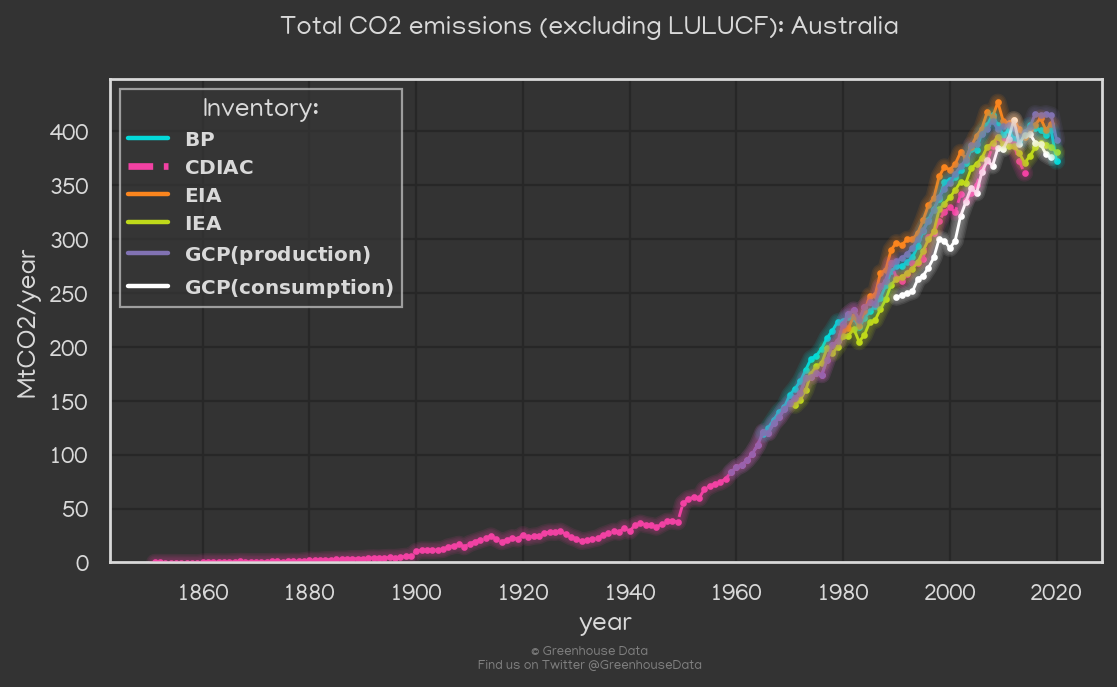 Total CO2 emissions (excluding LULUCF): Australia
Inventory:
BP
CDIAC
EIA
IEA
GCP(production)
GCP(consumption)
MtCO2/year
400
350
300
250
200
150
100
50
0
1860 1880 1900 1920 1940 1960 1980 2000 2020
year
© Greenhouse Data
Find us on Twitter @GreenhouseData